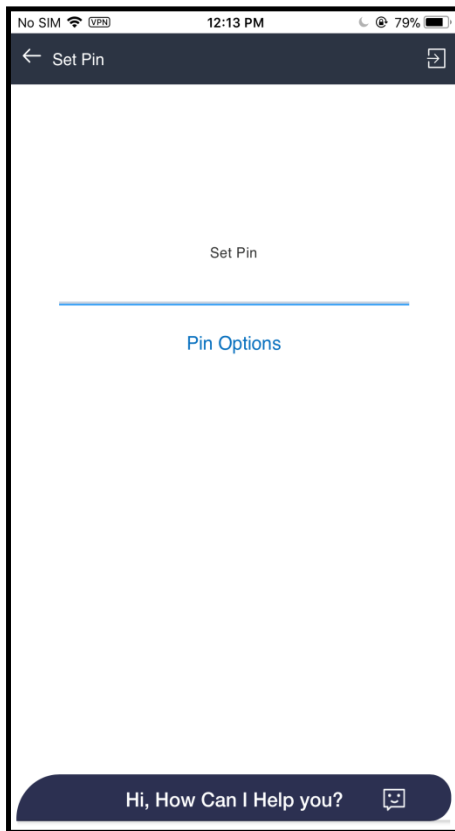 No SIM VPN 12:13 PM 79%
Set Pin
Set Pin
Pin Options
Hi, How Can I Help you?